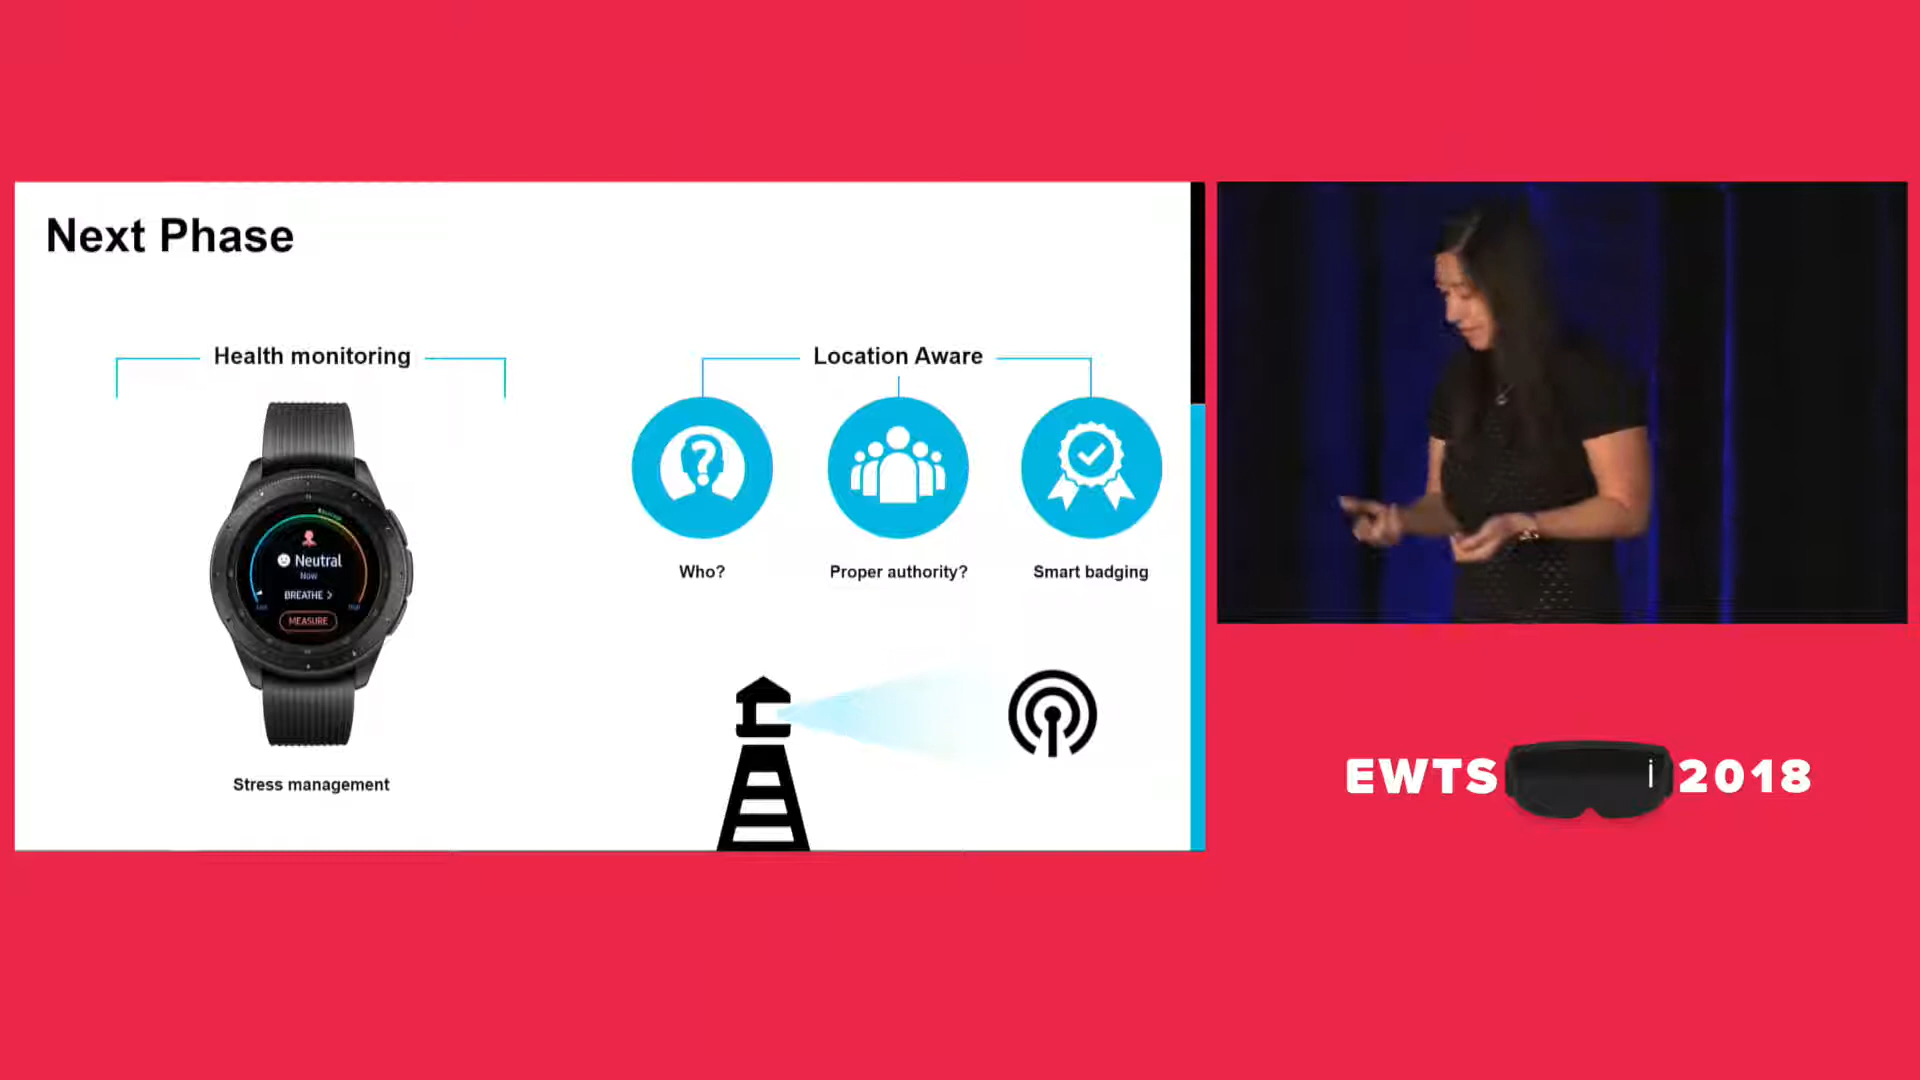 Next Phase
Health monitoring
Location Aware
Neutral
Now
BREATHE >
MEASURE
Who?
Proper authority?
Smart badging
Stress management
EWTS 2018